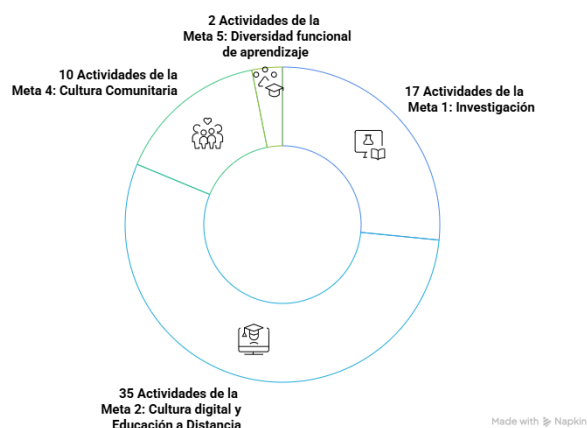 2 Actividades de la
Meta 5: Diversidad funcional
de aprendizaje
10 Actividades de la
Meta 4: Cultura Comunitaria
17 Actividades de la
Meta 1: Investigación
35 Actividades de la
Meta 2: Cultura digital y
Educación a Distancia
Made with Napkin